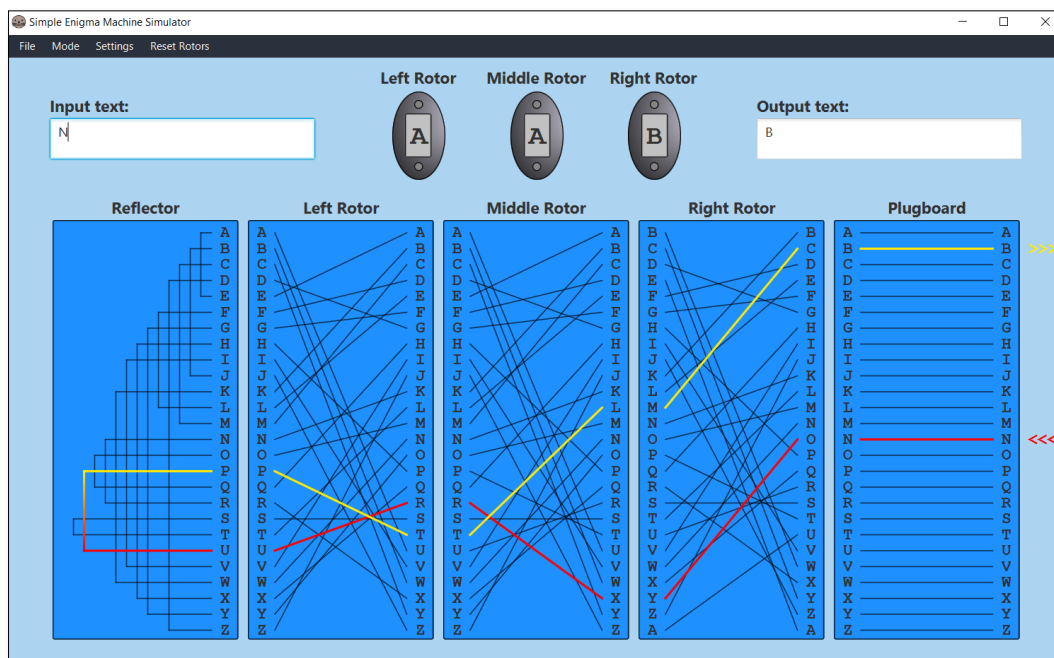 Simple Enigma Machine Simulator
File Mode Settings Reset Rotors
Left Rotor Middle Rotor Right Rotor
Input text: Output text:
N A A B B
Reflector Left Rotor Middle Rotor Right Rotor Plugboard
A A A A A B B A A
B B B B B C C B B >>>
C C C C C D D C C
D D D D D E E D D
E E E E E F F E E
F F F F F G G F F
G G G G G H H G G
H H H H H I I H H
I I I I I J J I I
J J J J J K K J J
K K K K K L L K K
L L L L L M M L L
M M M M M N N M M
N N N N N O O N N <<<
O O O O O P P O O
P P P P P Q Q P P
Q Q Q Q Q R R Q Q
R R R R R S S R R
S S S S S T T S S
T T T T T U U T T
U U U U U V V U U
V V V V V W W V V
W W W W W X X W W
X X X X X Y Y X X
Y Y Y Y Y Z Z Y Y
Z Z Z Z Z A A Z Z